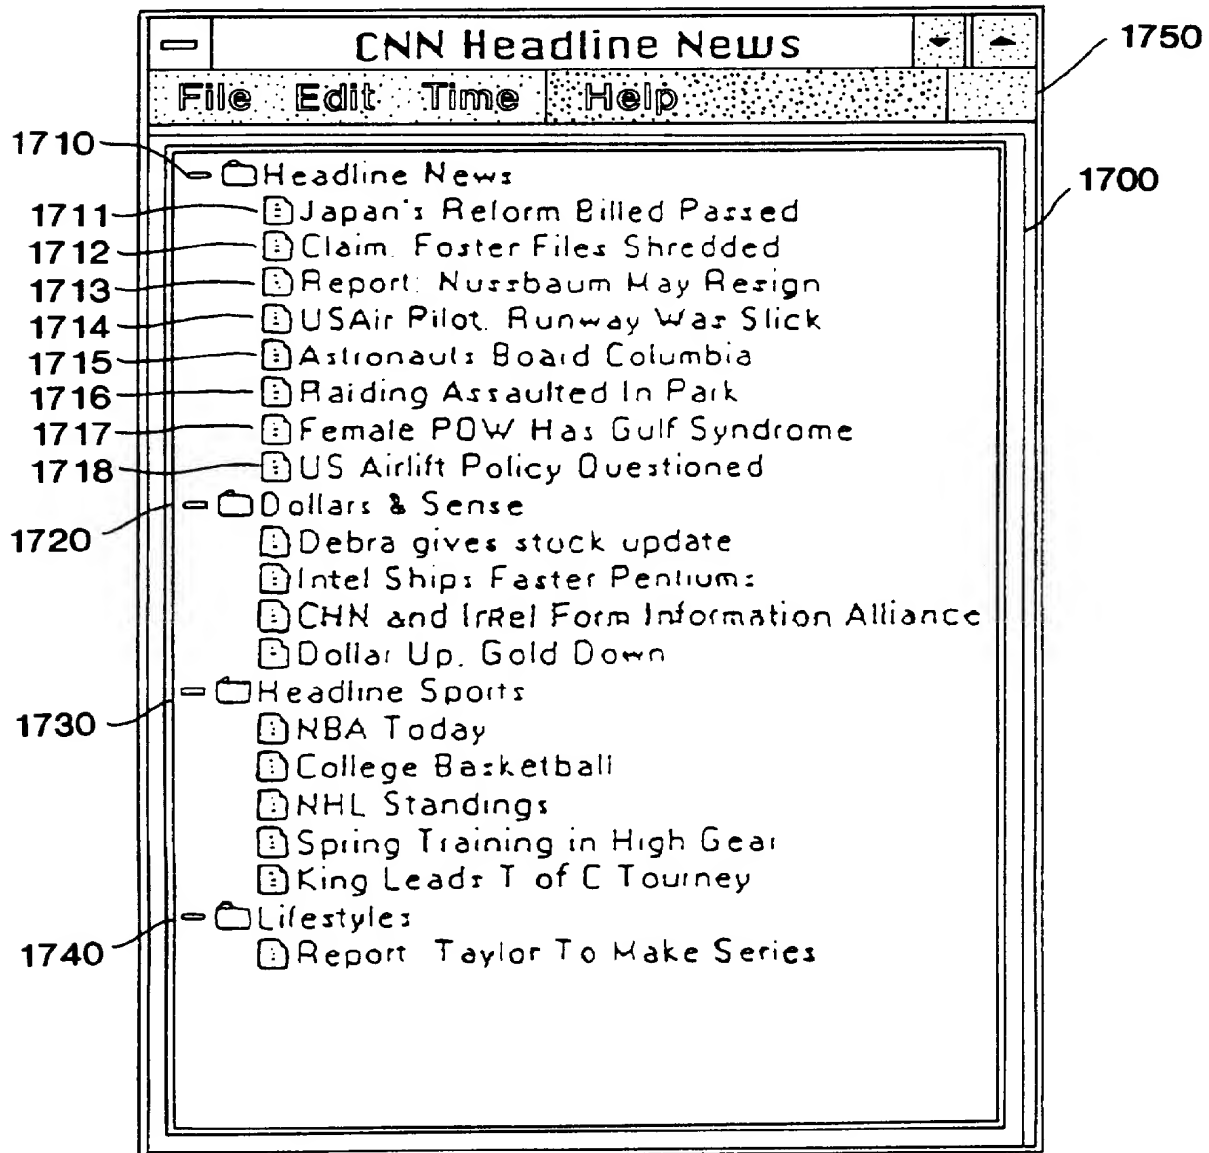 CNN Headline News
1750
File Edit Time Help
1710
Headline News
1700
1711 Japan's Reform Billed Passed
1712 Claim. Foster Files Shredded
1713 Report: Nussbaum May Resign
1714 USAir Pilot. Runway Was Slick
1715 Astronauts Board Columbia
1716 Raiding Assaulted In Park
1717 Female POW Has Gulf Syndrome
1718 US Airlift Policy Questioned
Dollars & Sense
1720
Debra gives stock update
Intel Ships Faster Pentiums
CNN and Intel Form Information Alliance
Dollar Up, Gold Down
Headline Sports
1730
NBA Today
College Basketball
NHL Standings
Spring Training in High Gear
King Leads T of C Tourney
Lifestyles
1740
Report Taylor To Make Series